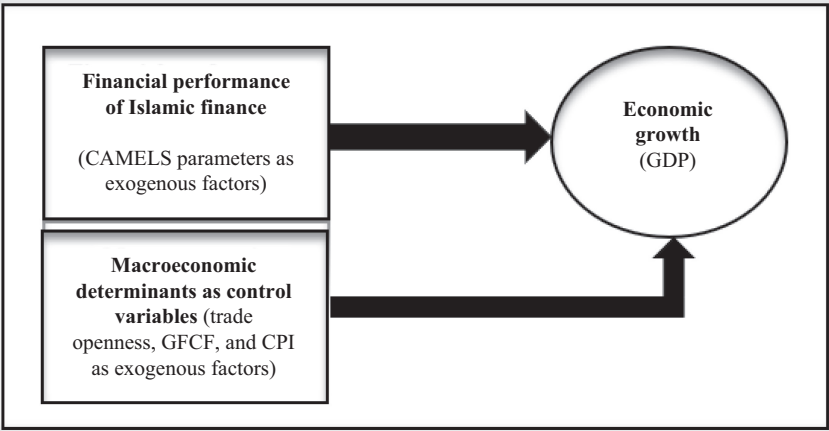 Financial performance
of Islamic finance
(CAMELS parameters as
exogenous factors)
Macroeconomic
determinants as control
variables (trade
openness, GFCF, and CPI
as exogenous factors)
Economic
growth
(GDP)